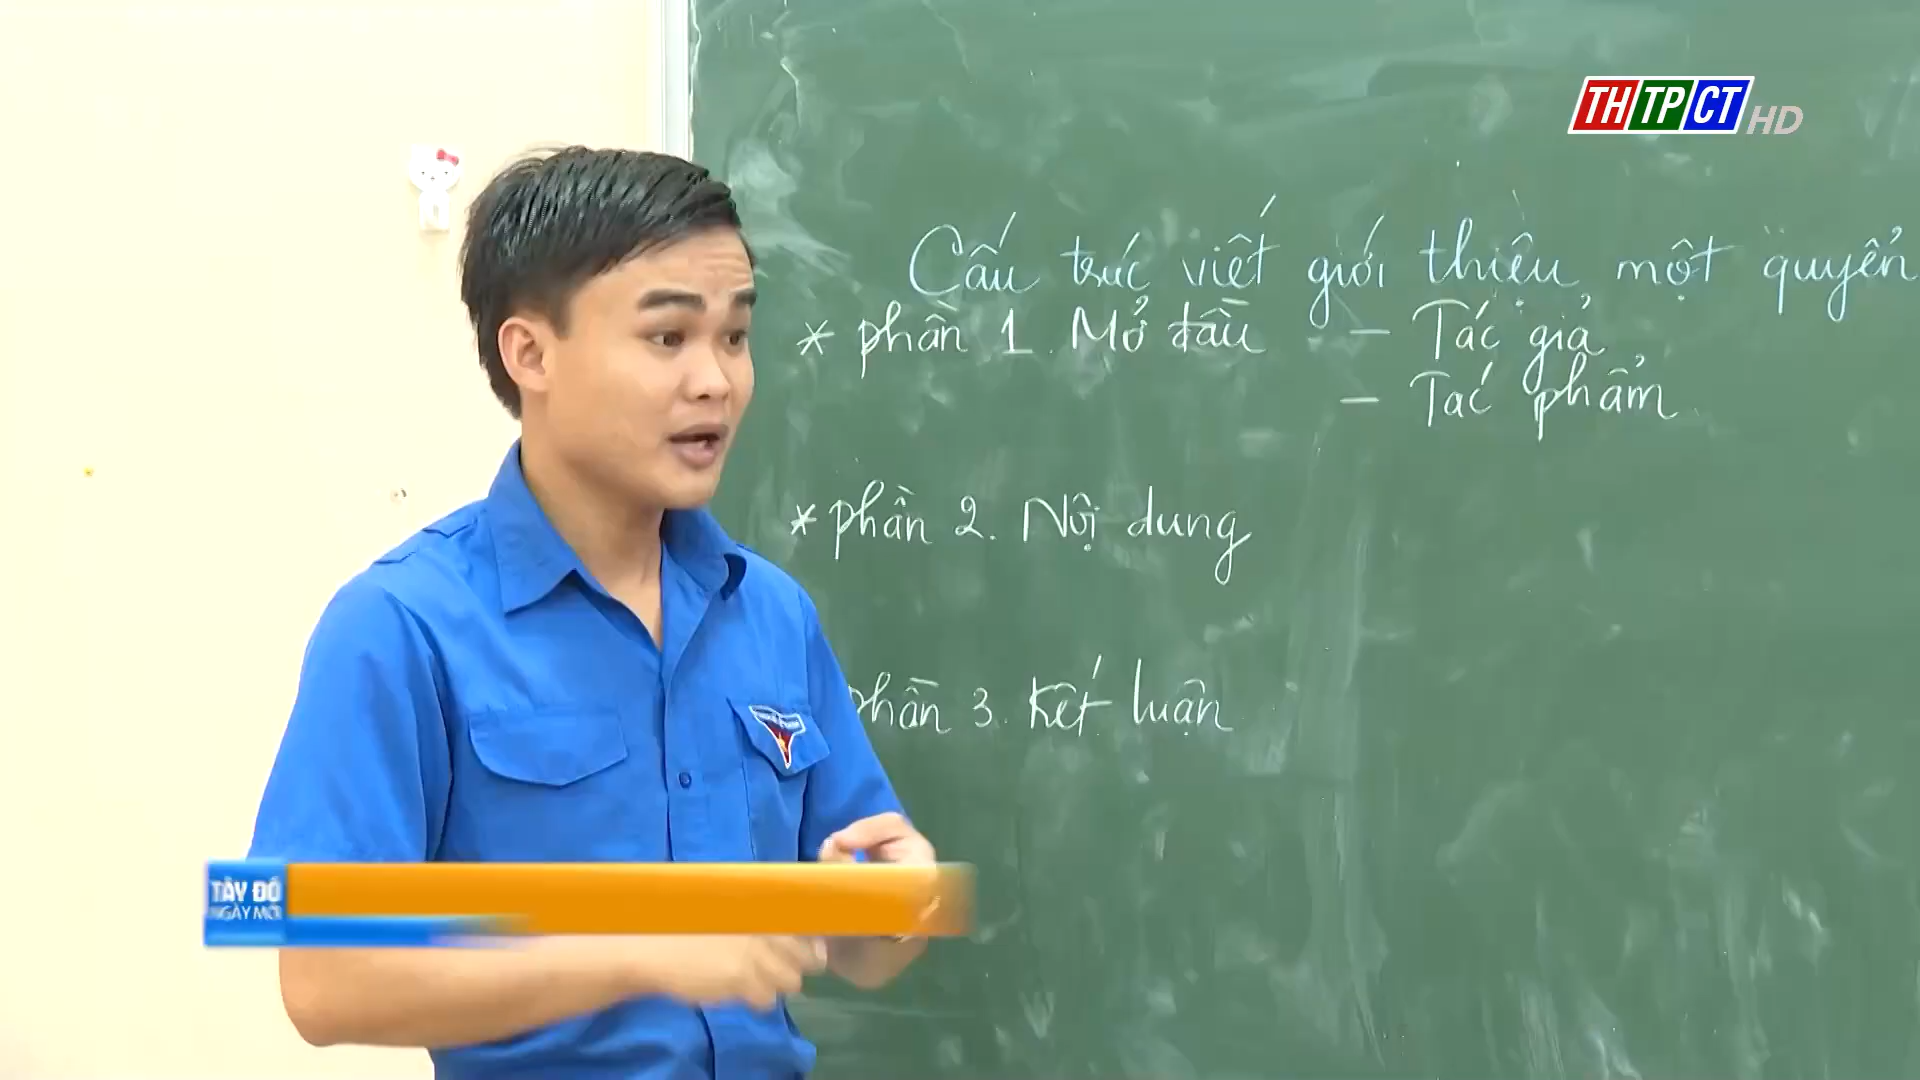 THTPCT HD
Cấu trúc viết giới thiệu một quyển
* phần 1. Mở đầu - Tác giả
- Tác phẩm
* phần 2. Nội dung
phần 3. Kết luận
TÂY ĐÔ
NGÀY MỚI